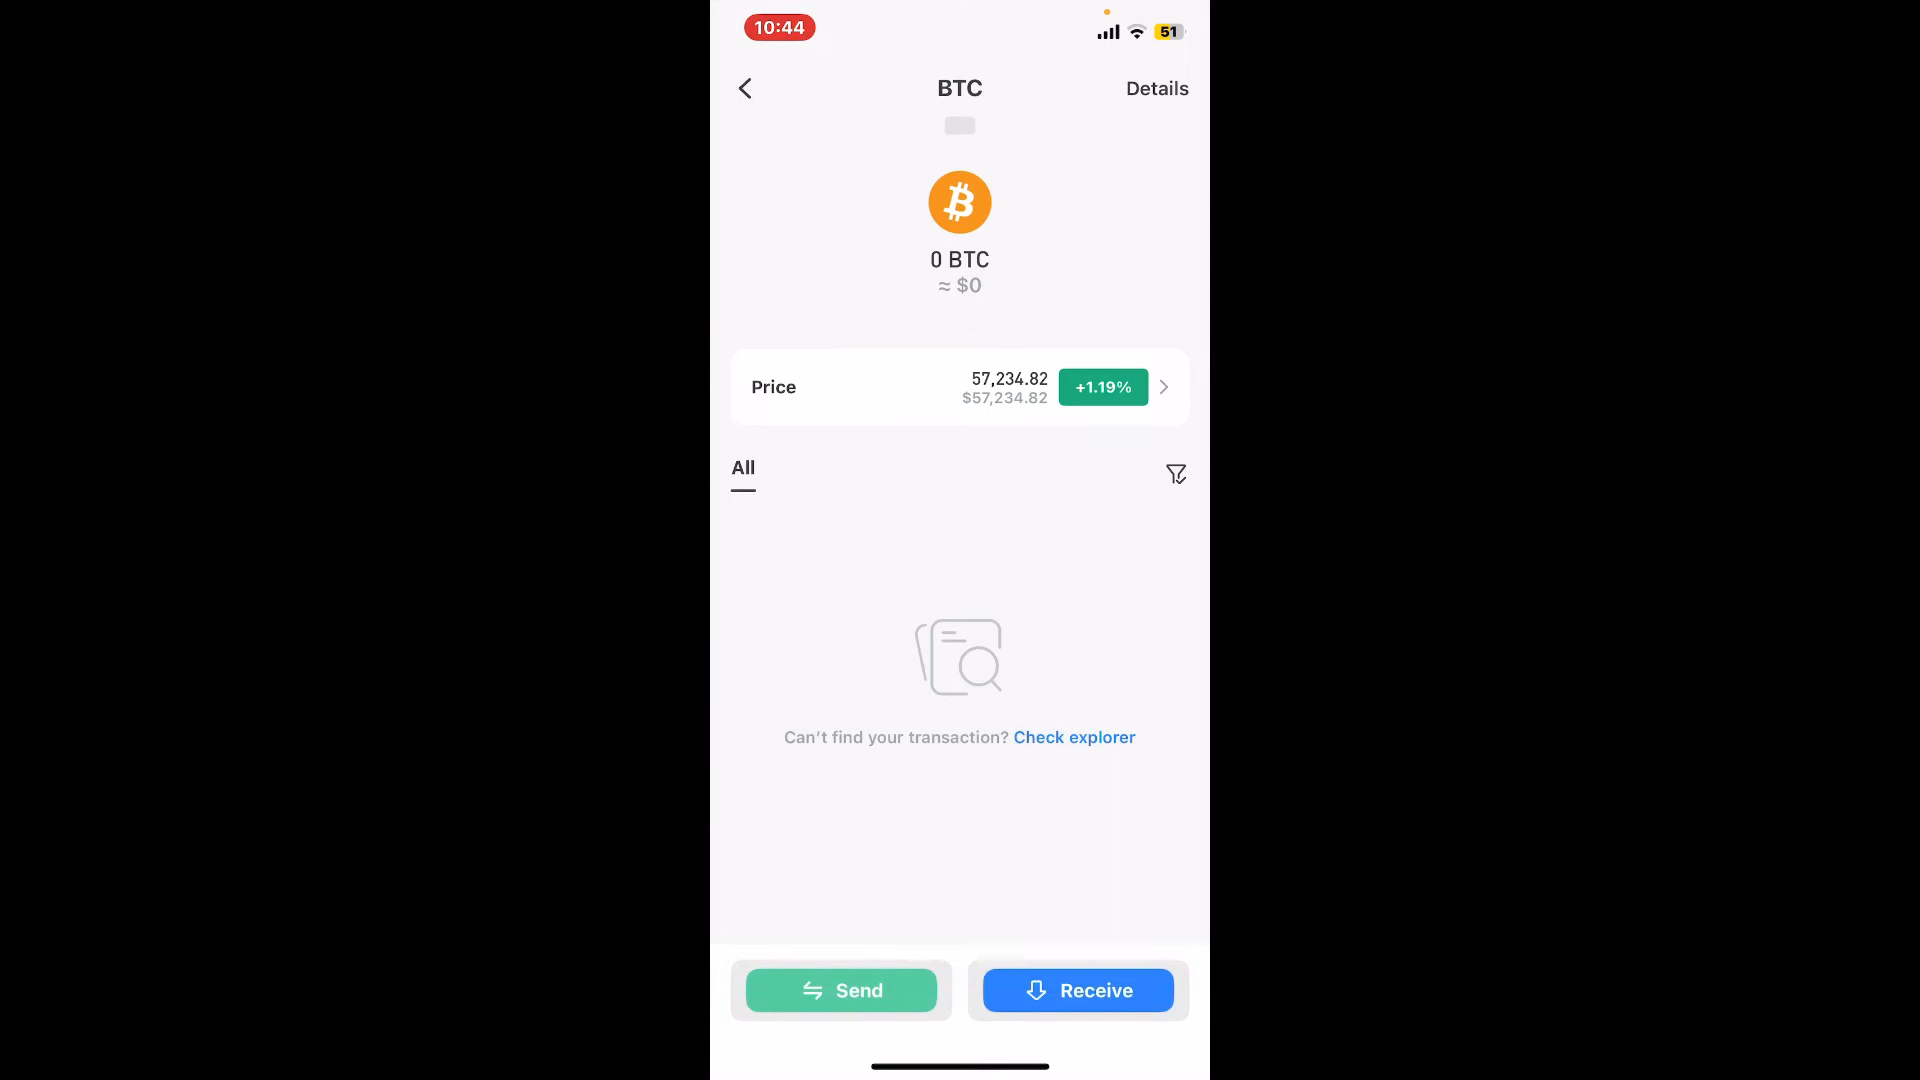 10:44
51
BTC
Details
0 BTC
≈ $0
Price
57,234.82
$57,234.82
+1.19%
All
Can't find your transaction? Check explorer
Send
Receive